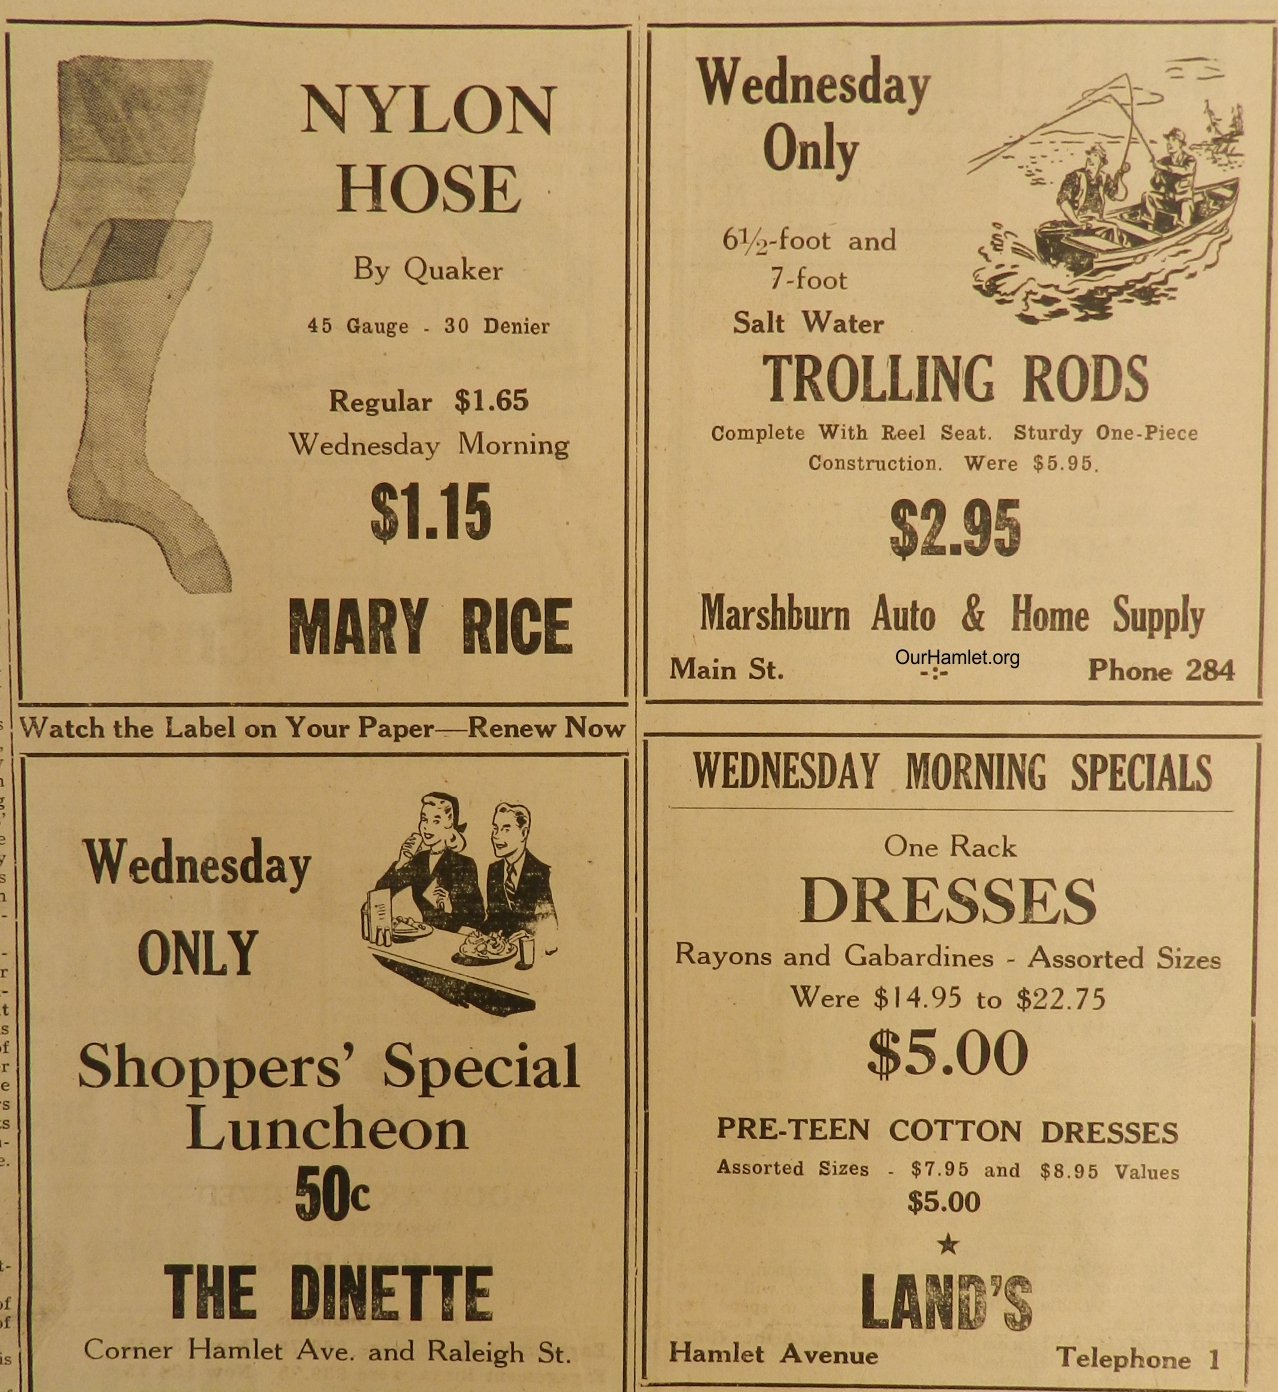 NYLON
HOSE
By Quaker
45 Gauge - 30 Denier
Regular $1.65
Wednesday Morning
$1.15
MARY RICE
Watch the Label on Your Paper—Renew Now
Wednesday
ONLY
Shoppers' Special
Luncheon
50c
THE DINETTE
Corner Hamlet Ave. and Raleigh St.
Wednesday
Only
6½-foot and
7-foot
Salt Water
TROLLING RODS
Complete With Reel Seat. Sturdy One-Piece
Construction. Were $5.95.
$2.95
Marshburn Auto & Home Supply
OurHamlet.org
Main St. -:- Phone 284
WEDNESDAY MORNING SPECIALS
One Rack
DRESSES
Rayons and Gabardines - Assorted Sizes
Were $14.95 to $22.75
$5.00
PRE-TEEN COTTON DRESSES
Assorted Sizes - $7.95 and $8.95 Values
$5.00
LAND'S
Hamlet Avenue Telephone 1